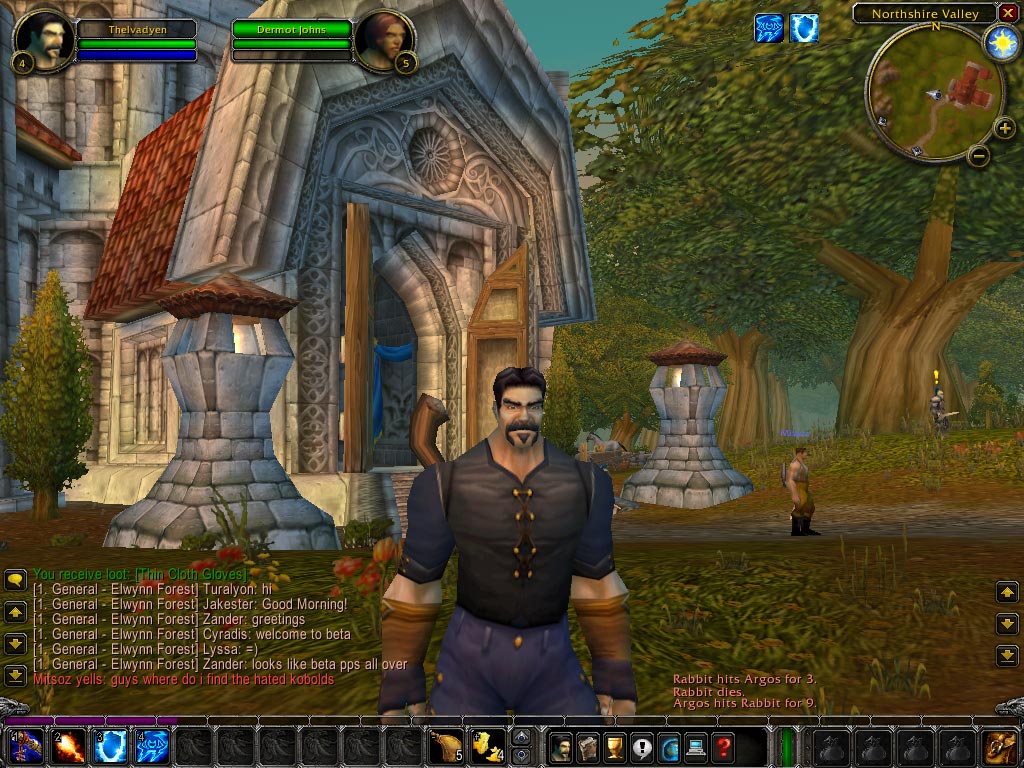 Thelvadyen
4
Dermot Johns
5
Northshire Valley
N
Mitsoz
You receive loot: [Thin Cloth Gloves]
[1. General - Elwynn Forest] Turalyon: hi
[1. General - Elwynn Forest] Jakester: Good Morning!
[1. General - Elwynn Forest] Zander: greetings
[1. General - Elwynn Forest] Cyradis: welcome to beta
[1. General - Elwynn Forest] Lyssa: =)
[1. General - Elwynn Forest] Zander: looks like beta pps all over
Mitsoz yells: guys where do i find the hated kobolds
Rabbit hits Argos for 3.
Rabbit dies.
Argos hits Rabbit for 9.
1 2 3 4 5 4